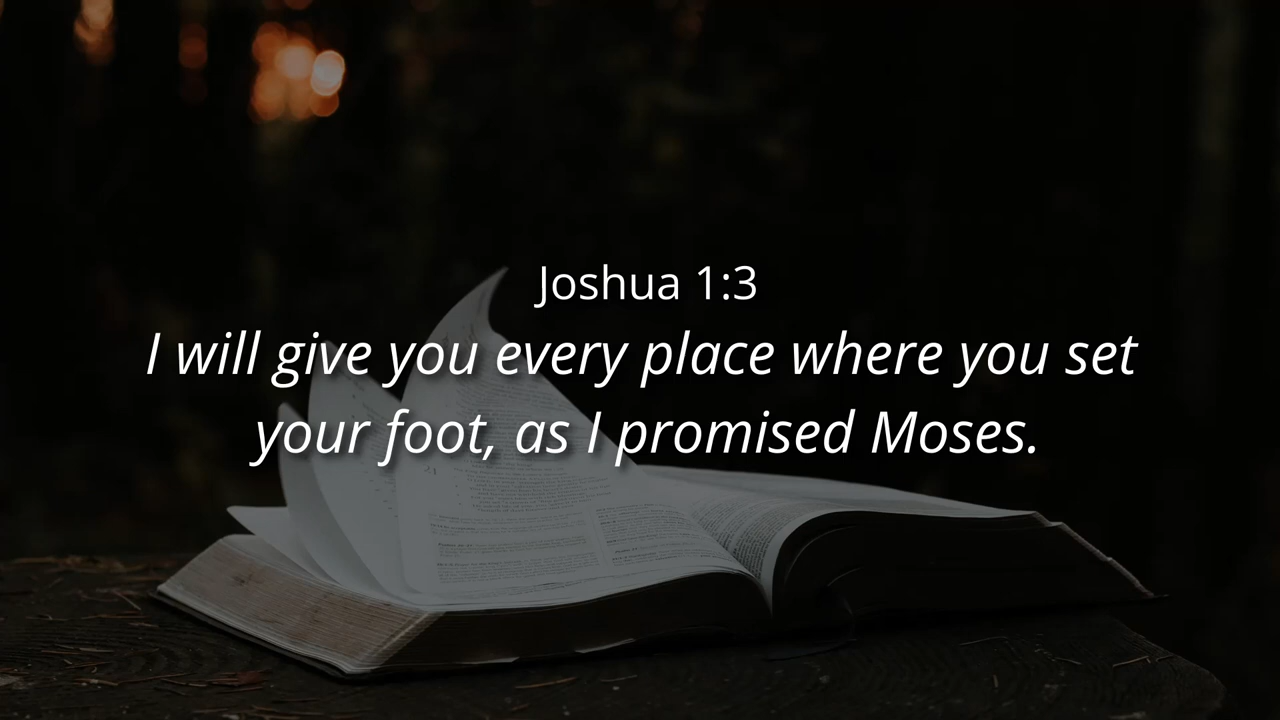 Joshua 1:3
I will give you every place where you set
your foot, as I promised Moses.